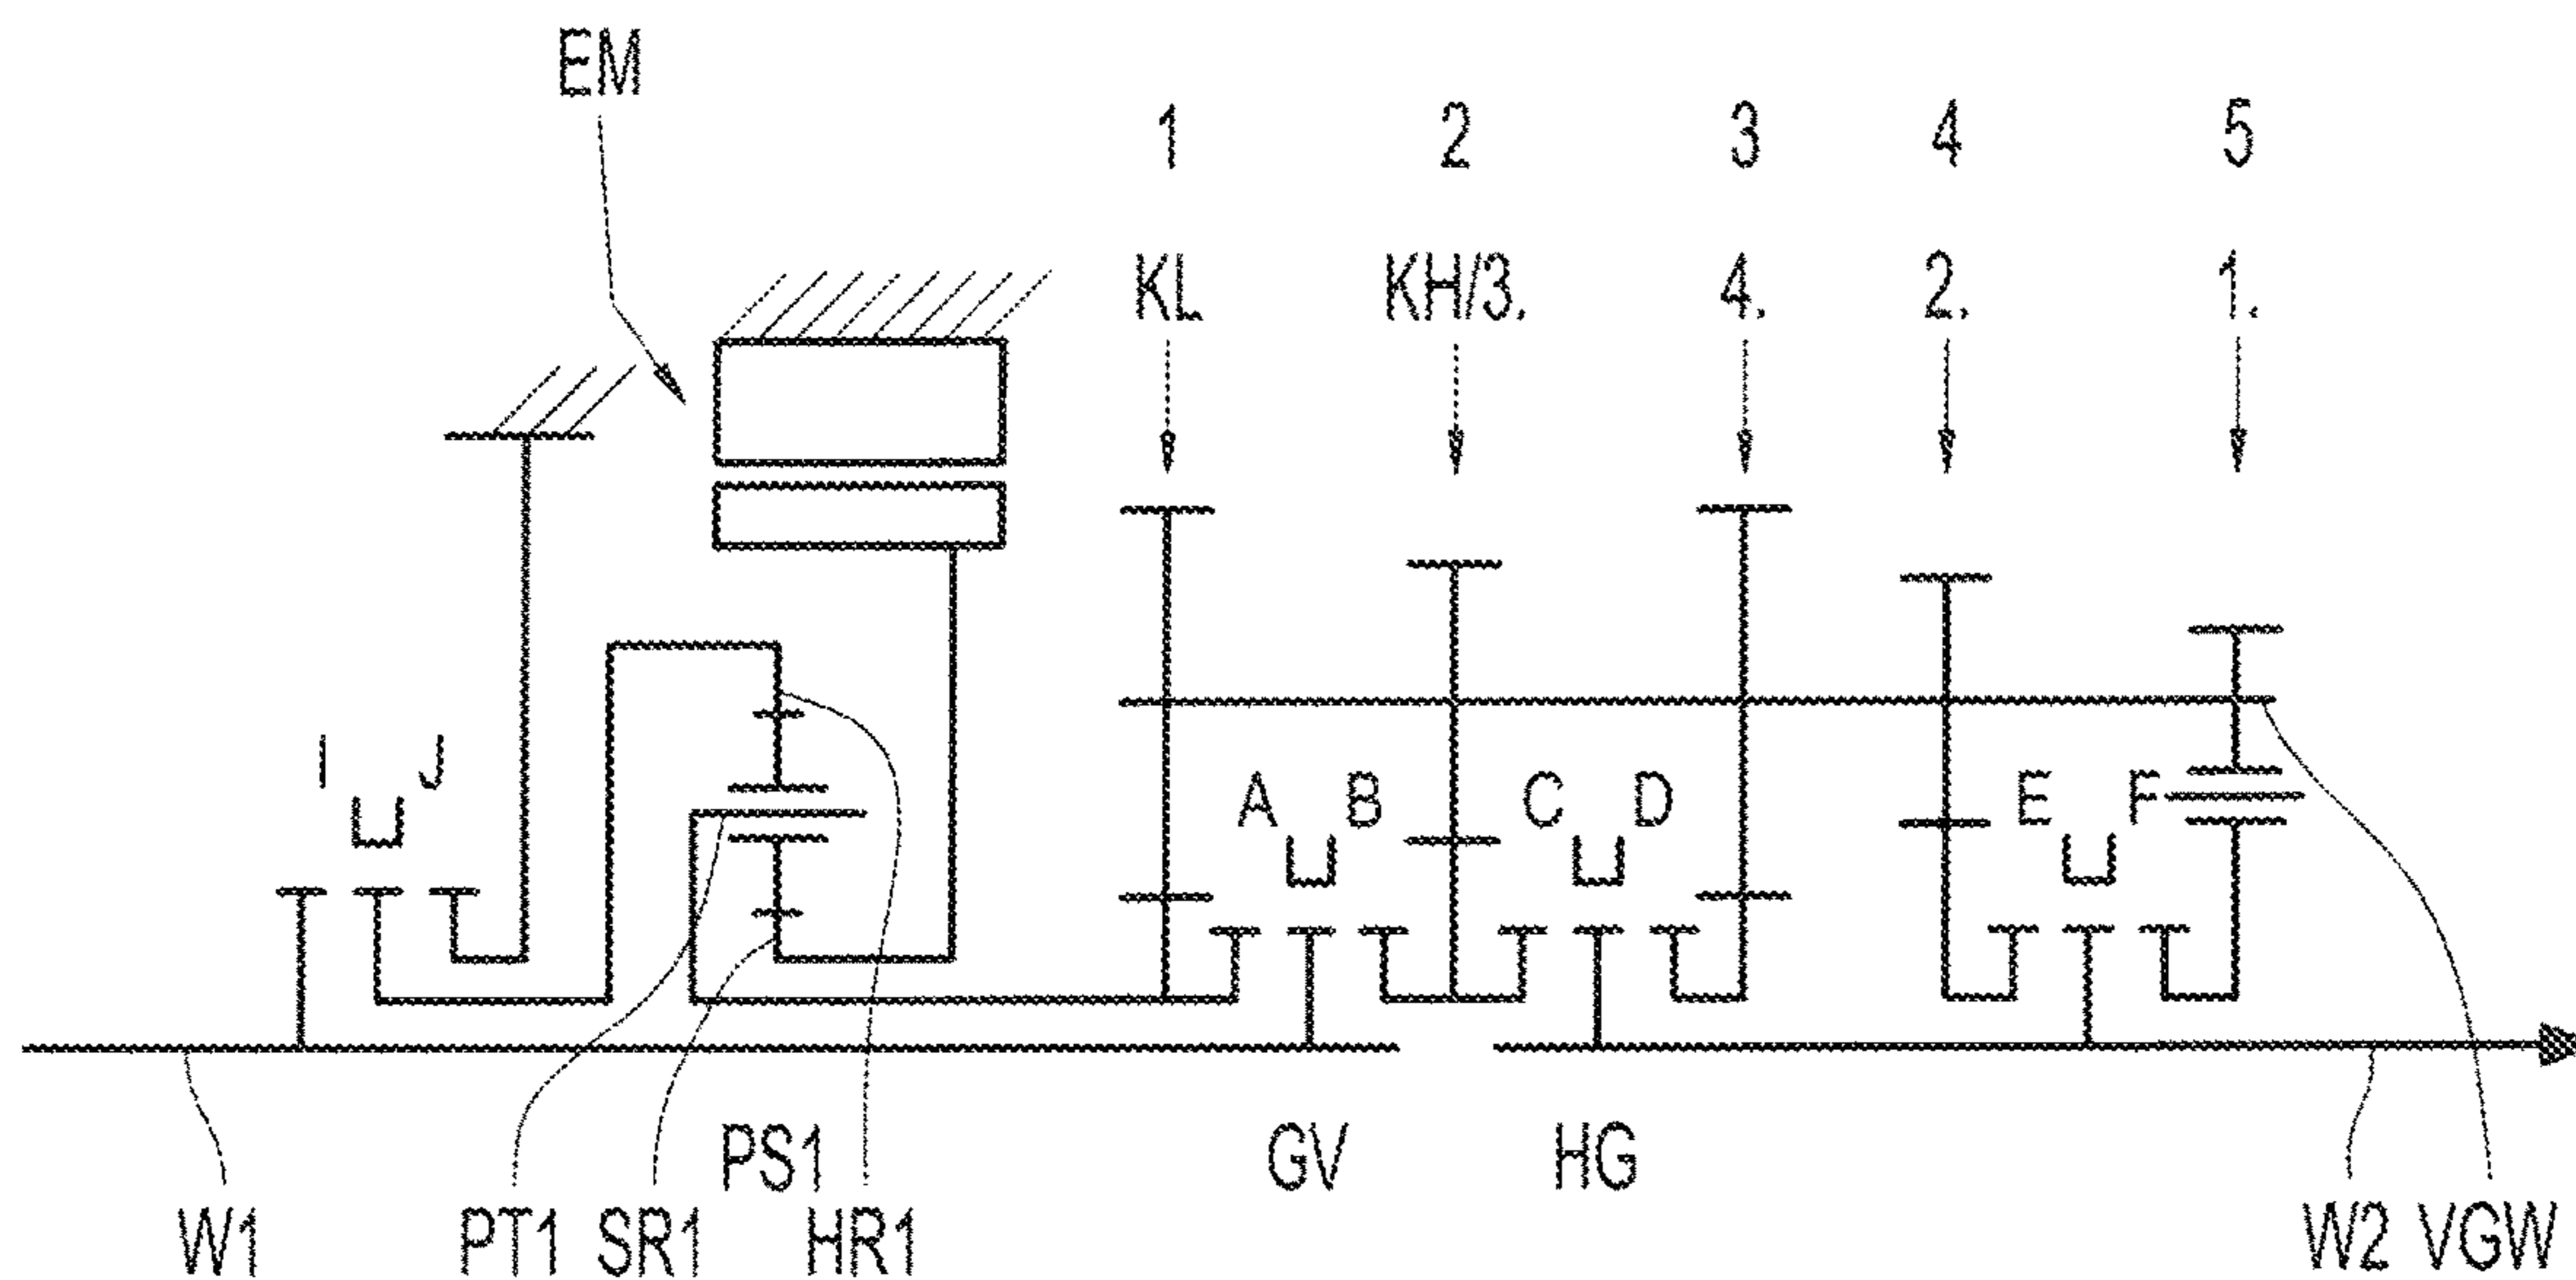 EM
1 2 3 4 5
KL KH/3. 4. 2. 1.
I J
A B C D E F
PS1 GV HG
W1 PT1 SR1 HR1 W2 VGW